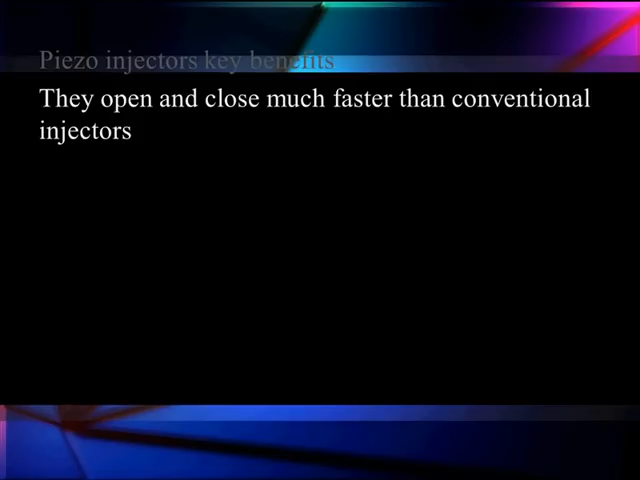 Piezo injectors key benefits
They open and close much faster than conventional
injectors